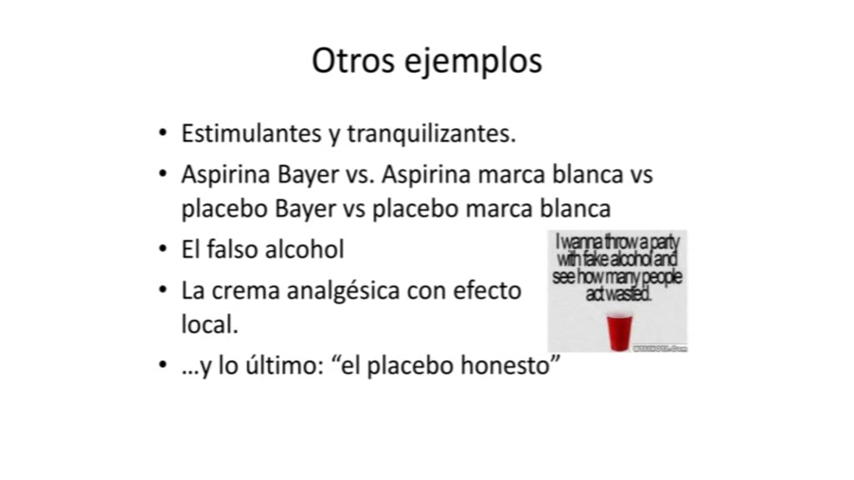 Otros ejemplos
• Estimulantes y tranquilizantes.
• Aspirina Bayer vs. Aspirina marca blanca vs
placebo Bayer vs placebo marca blanca
• El falso alcohol
I wanna throw a party
with fake alcohol and
see how many people
act wasted.
• La crema analgésica con efecto
local.
• …y lo último: “el placebo honesto”